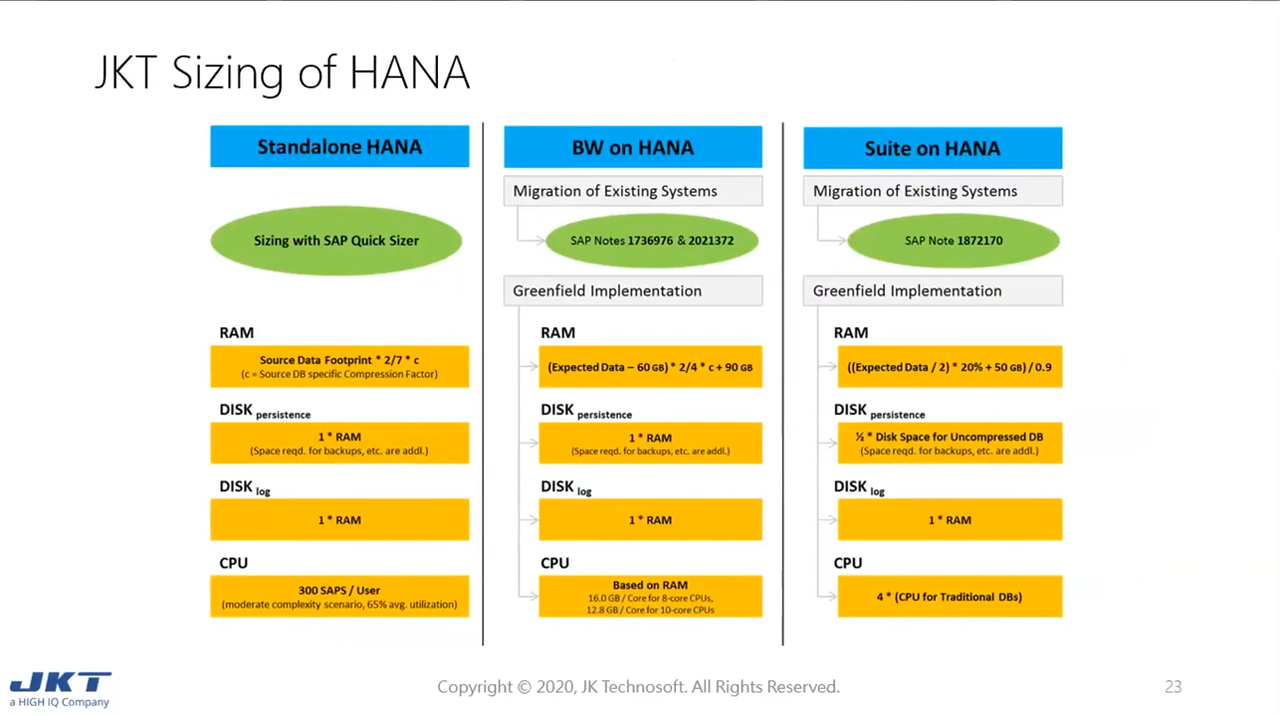 JKT Sizing of HANA
Standalone HANA
Sizing with SAP Quick Sizer
RAM
Source Data Footprint * 2/7 * c
(c = Source DB specific Compression Factor)
DISK persistence
1 * RAM
(Space reqd. for backups, etc. are addl.)
DISK log
1 * RAM
CPU
300 SAPS / User
(moderate complexity scenario, 65% avg. utilization)
BW on HANA
Migration of Existing Systems
SAP Notes 1736976 & 2021372
Greenfield Implementation
RAM
(Expected Data – 60 GB) * 2/4 * c + 90 GB
DISK persistence
1 * RAM
(Space reqd. for backups, etc. are addl.)
DISK log
1 * RAM
CPU
Based on RAM
16.0 GB / Core for 8-core CPUs,
12.8 GB / Core for 10-core CPUs
Suite on HANA
Migration of Existing Systems
SAP Note 1872170
Greenfield Implementation
RAM
((Expected Data / 2) * 20% + 50 GB) / 0.9
DISK persistence
½ * Disk Space for Uncompressed DB
(Space reqd. for backups, etc. are addl.)
DISK log
1 * RAM
CPU
4 * (CPU for Traditional DBs)
JKT
a HIGH IQ Company
Copyright © 2020, JK Technosoft. All Rights Reserved.
23